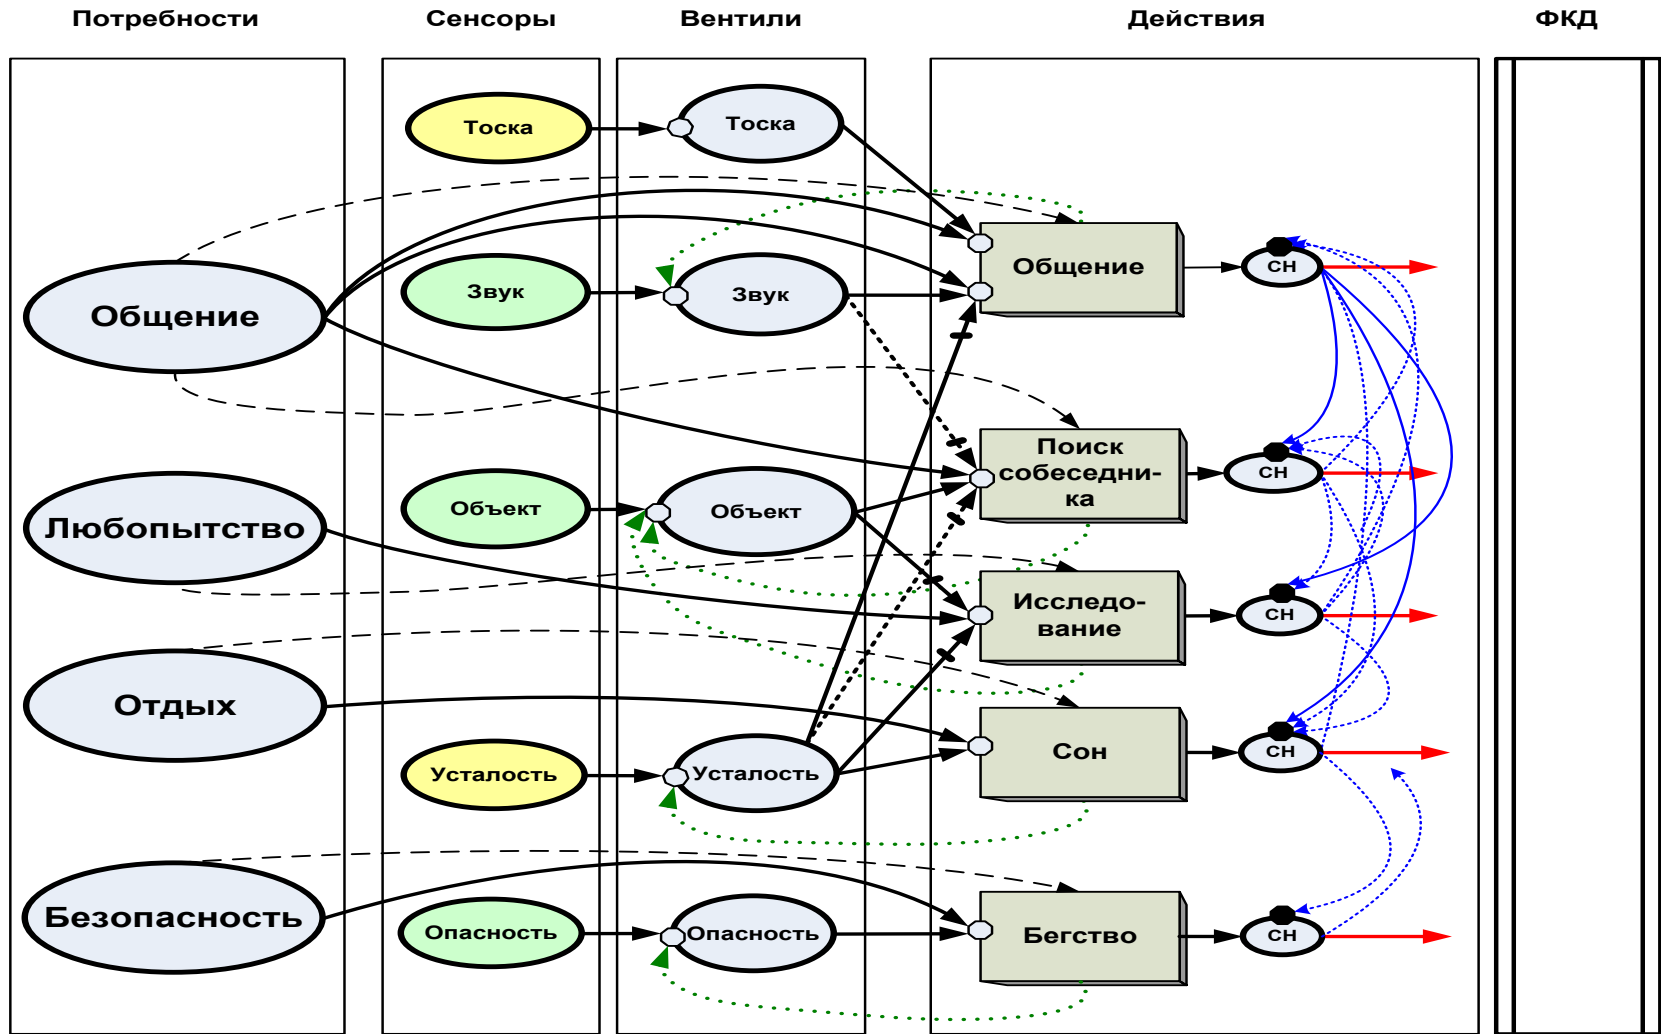 Потребности Сенсоры Вентили Действия ФКД
Тоска Тоска
Общение Звук Звук Общение СН
Любопытство Объект Объект Поиск
собеседни-
ка СН
Исследо-
вание СН
Отдых Усталость Усталость Сон СН
Безопасность Опасность Опасность Бегство СН